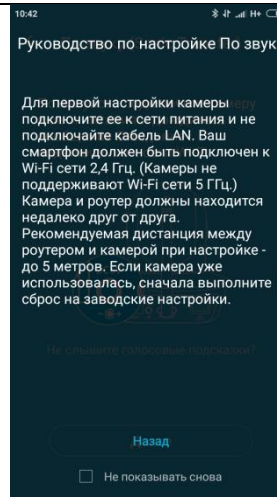 10:42
H+
Руководство по настройке По звук
Для первой настройки камеры
подключите ее к сети питания и не
подключайте кабель LAN. Ваш
смартфон должен быть подключен к
Wi-Fi сети 2,4 Ггц. (Камеры не
поддерживают Wi-Fi сети 5 ГГц.)
Камера и роутер должны находится
недалеко друг от друга.
Рекомендуемая дистанция между
роутером и камерой при настройке -
до 5 метров. Если камера уже
использовалась, сначала выполните
сброс на заводские настройки.
Не слышите голосовые подсказки?
Назад
Не показывать снова